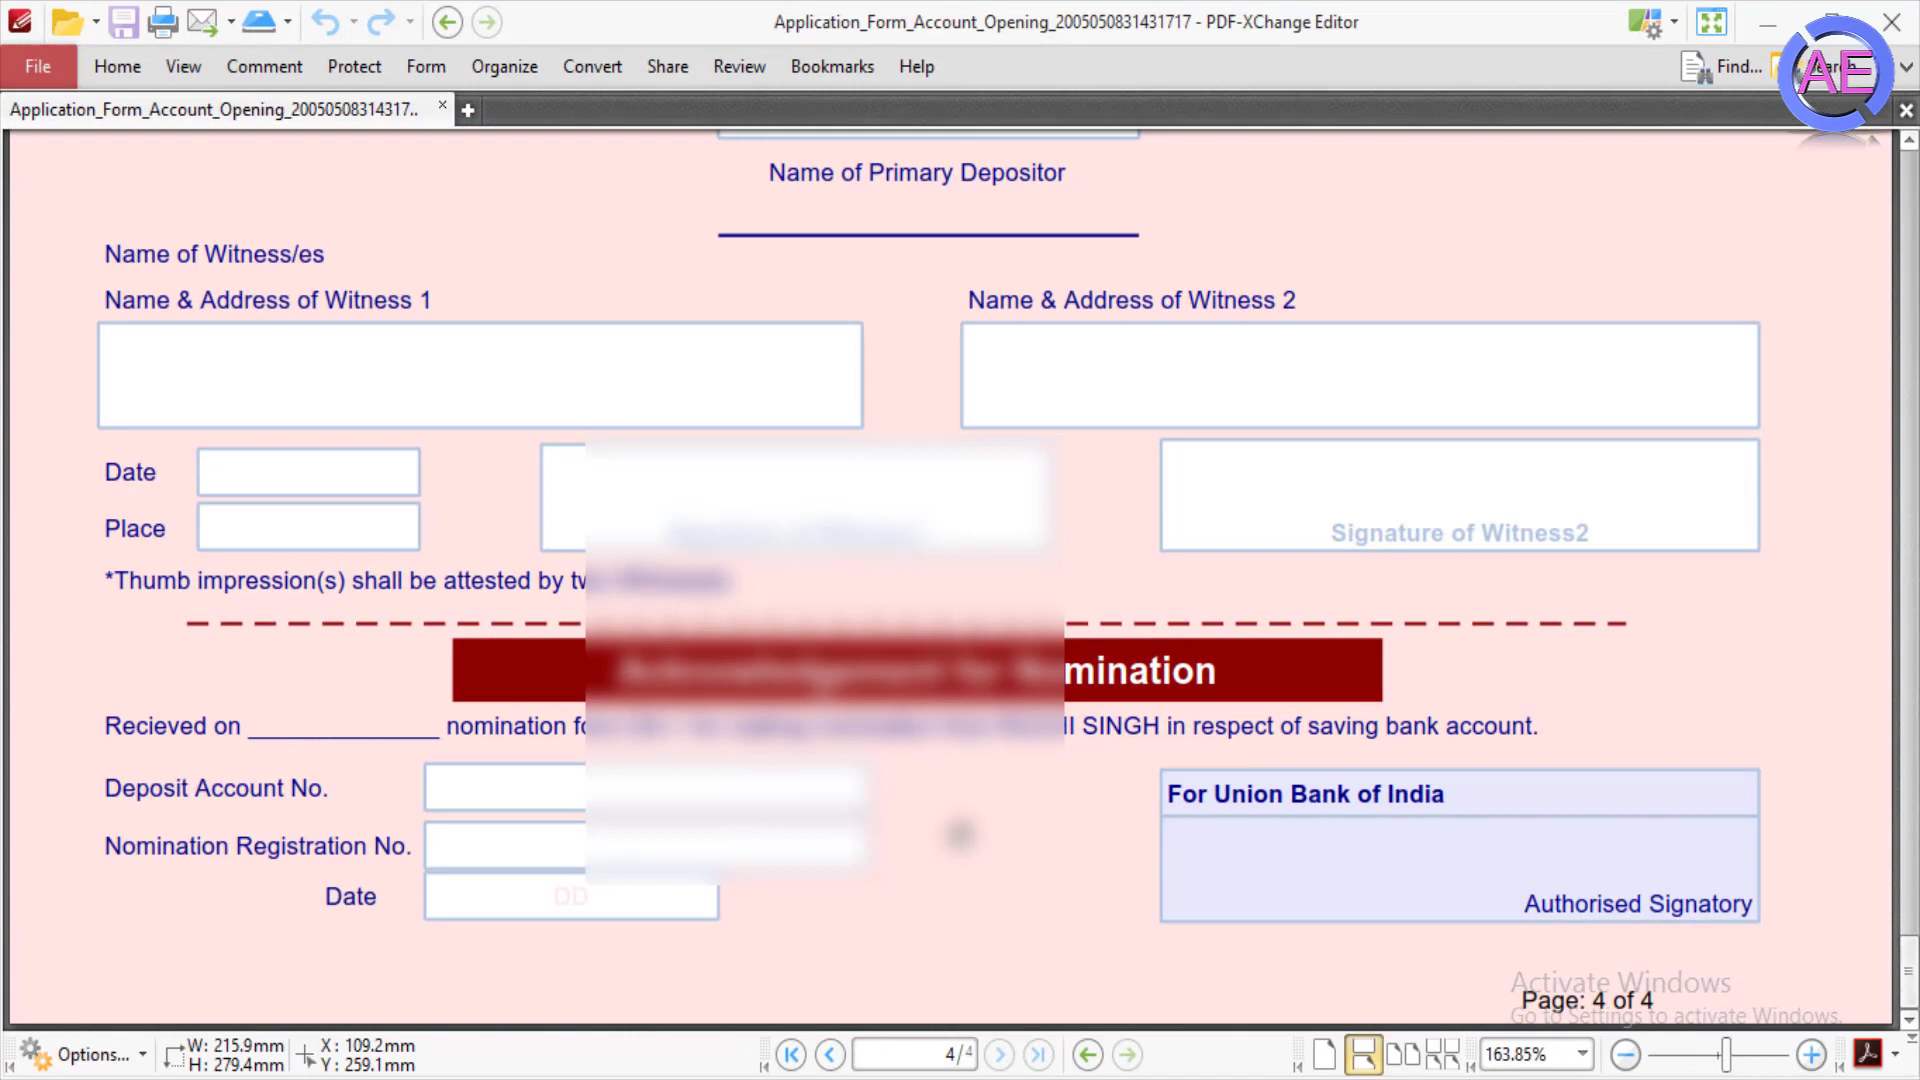 Application_Form_Account_Opening_2005050831431717 - PDF-XChange Editor
File Home View Comment Protect Form Organize Convert Share Review Bookmarks Help Find...
AE
Application_Form_Account_Opening_20050508314317..
Name of Primary Depositor
Name of Witness/es
Name & Address of Witness 1 Name & Address of Witness 2
Date
Place
Signature of Witness2
*Thumb impression(s) shall be attested by
mination
Recieved on _______________ nomination SINGH in respect of saving bank account.
Deposit Account No.
For Union Bank of India
Nomination Registration No.
Date DD
Authorised Signatory
Activate Windows
Page: 4 of 4
Go to Settings to activate Windows.
Options... W: 215.9mm X: 109.2mm
H: 279.4mm Y: 259.1mm
4/4
163.85%